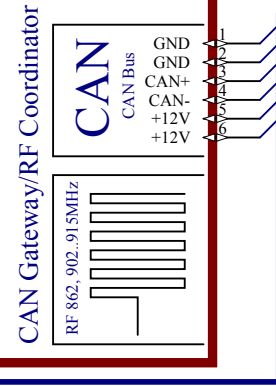 CAN Gateway/RF Coordinator
CAN
CAN Bus
GND 1
GND 2
CAN+ 3
CAN- 4
+12V 5
+12V 6
RF 862, 902..915MHz